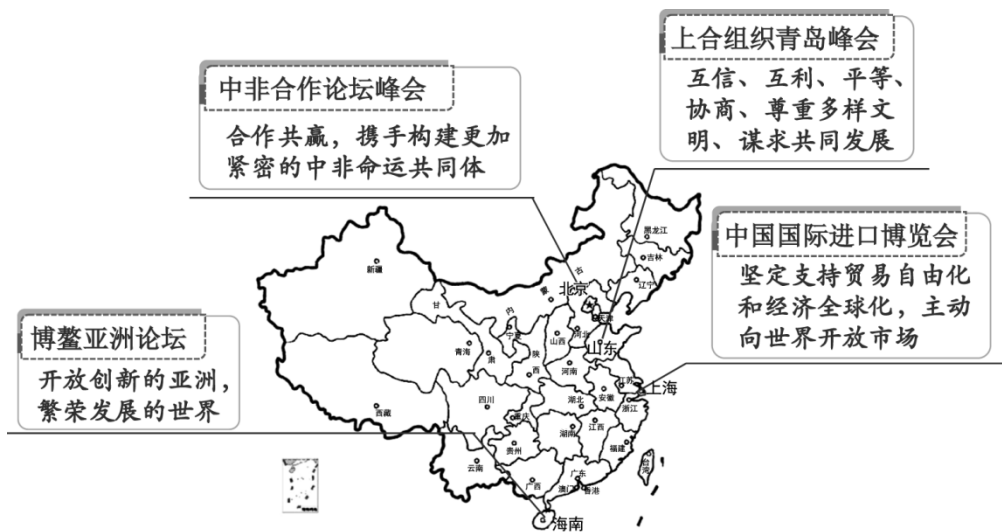 上合组织青岛峰会
互信、互利、平等、
协商、尊重多样文
明、谋求共同发展
中非合作论坛峰会
合作共赢，携手构建更加
紧密的中非命运共同体
中国国际进口博览会
坚定支持贸易自由化
和经济全球化，主动
向世界开放市场
博鳌亚洲论坛
开放创新的亚洲，
繁荣发展的世界
黑龙江
吉林
辽宁
新疆
内
蒙
古
北京
天津
甘
肃
宁夏
河北
山西
山东
青海
陕
西
河南
江苏
上海
安徽
西藏
四川
重庆
湖北
浙江
湖南
江西
贵州
福建
台湾
云南
广西
广东
澳门
香港
海南